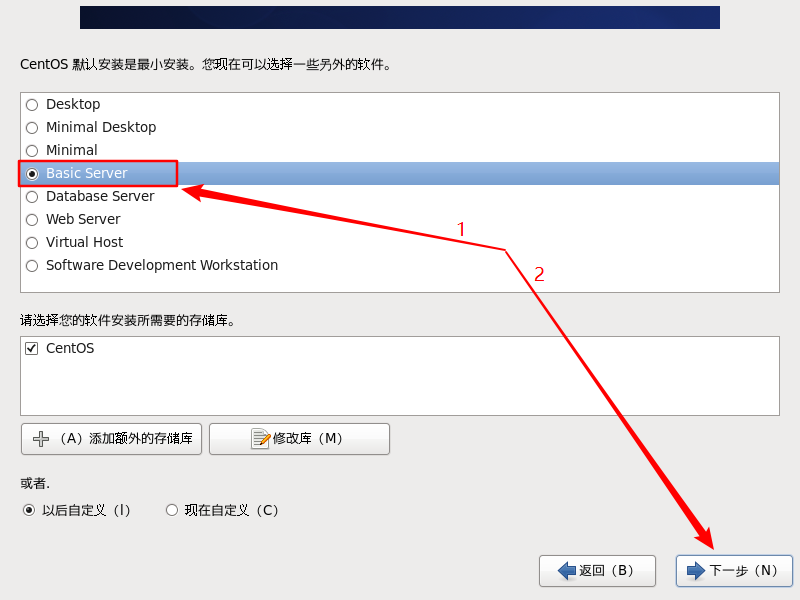 CentOS 默认安装是最小安装。您现在可以选择一些另外的软件。
Desktop
Minimal Desktop
Minimal
Basic Server
Database Server
Web Server
Virtual Host
Software Development Workstation
1
2
请选择您的软件安装所需要的存储库。
CentOS
（A）添加额外的存储库 修改库（M）
或者.
以后自定义（l） 现在自定义（C）
返回（B） 下一步（N）